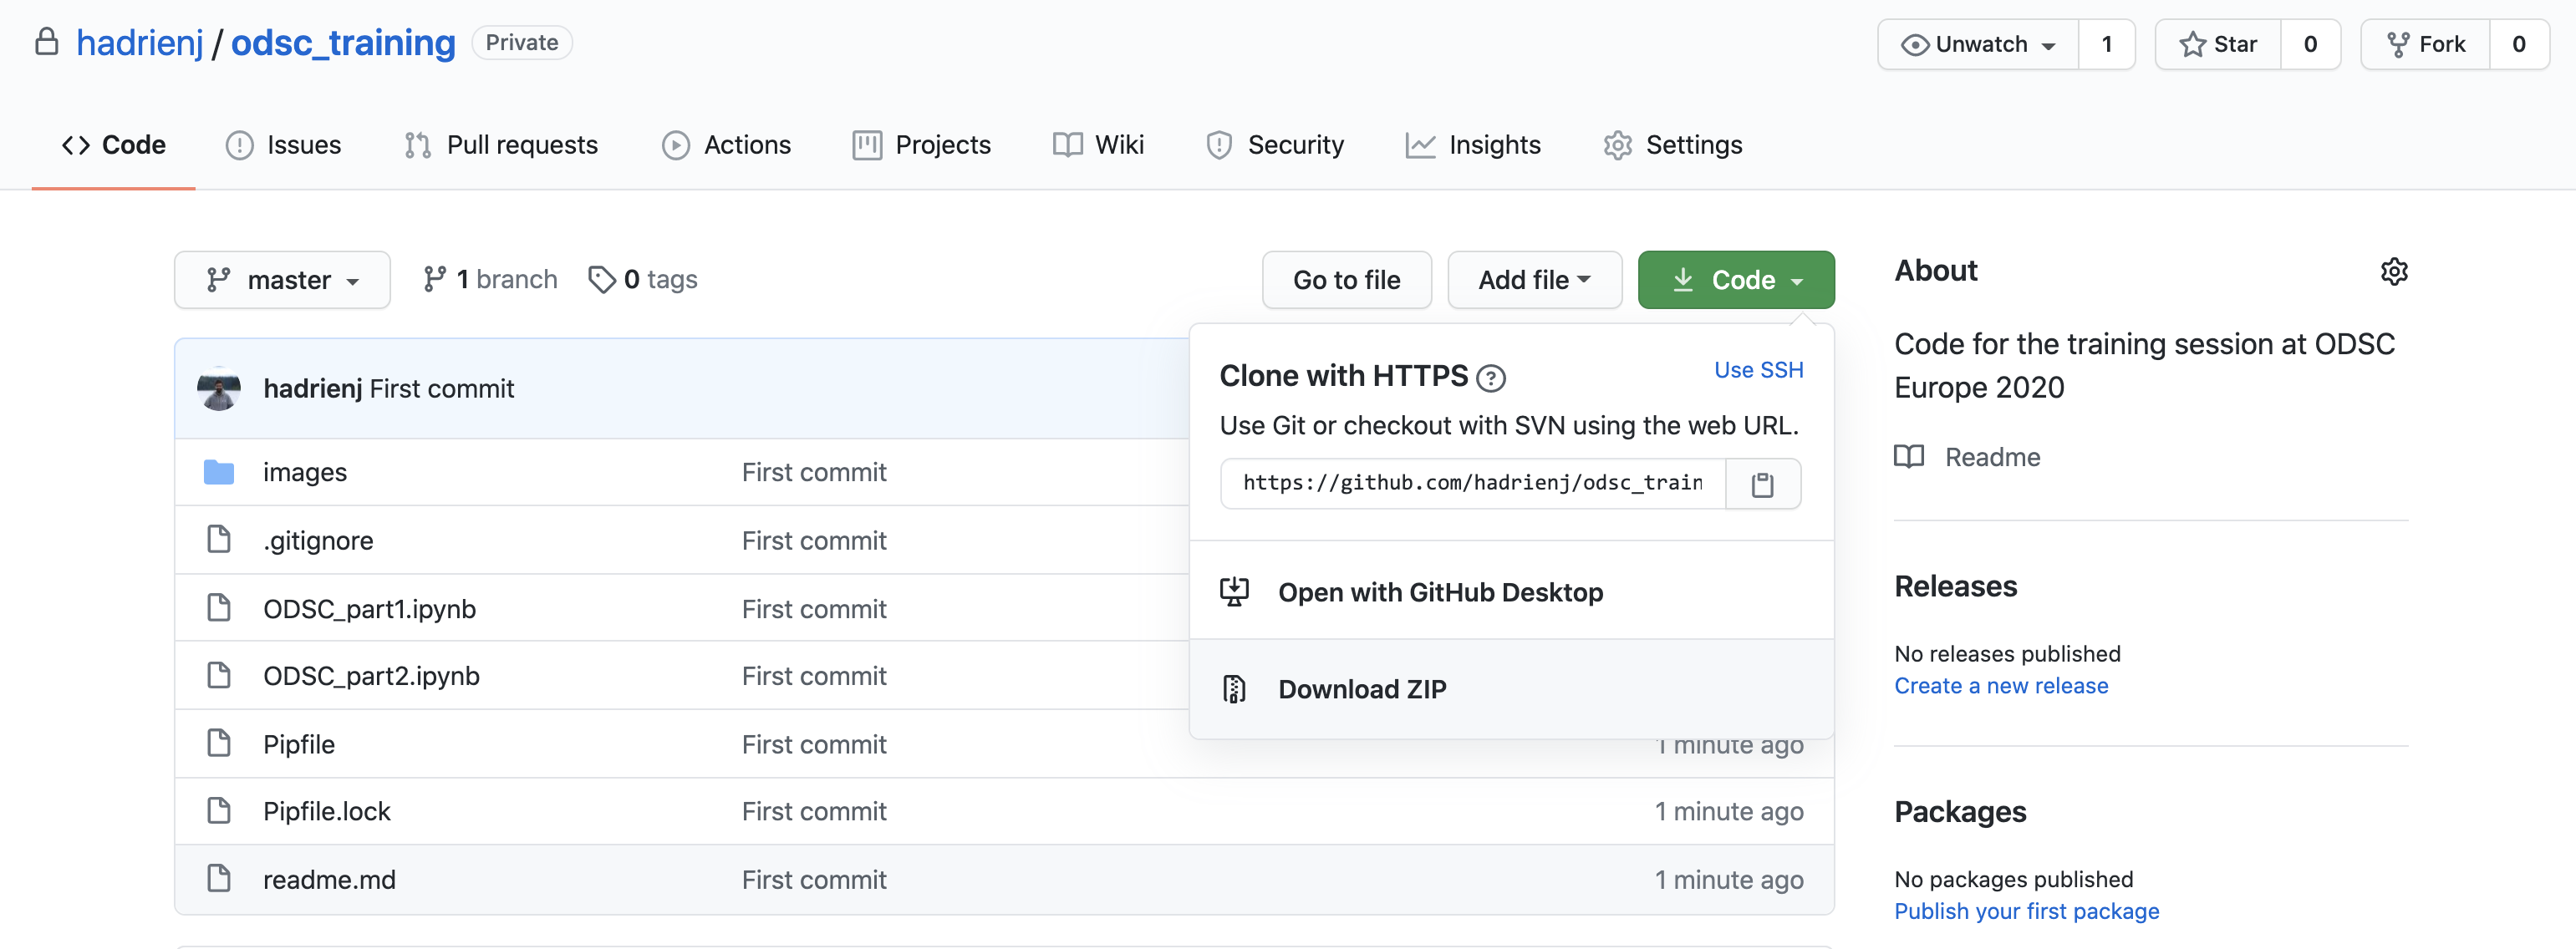 hadrienj / odsc_training Private
Unwatch 1 Star 0 Fork 0
Code Issues Pull requests Actions Projects Wiki Security Insights Settings
master 1 branch 0 tags Go to file Add file Code
hadrienj First commit
images First commit
.gitignore First commit
ODSC_part1.ipynb First commit
ODSC_part2.ipynb First commit
Pipfile First commit 1 minute ago
Pipfile.lock First commit 1 minute ago
readme.md First commit 1 minute ago
Clone with HTTPS ? Use SSH
Use Git or checkout with SVN using the web URL.
https://github.com/hadrienj/odsc_train
Open with GitHub Desktop
Download ZIP
About
Code for the training session at ODSC
Europe 2020
Readme
Releases
No releases published
Create a new release
Packages
No packages published
Publish your first package